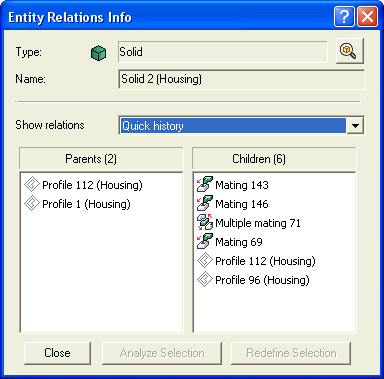 Entity Relations Info
Type: Solid
Name: Solid 2 (Housing)
Show relations Quick history
Parents (2)
Profile 112 (Housing)
Profile 1 (Housing)
Children (6)
Mating 143
Mating 146
Multiple mating 71
Mating 69
Profile 112 (Housing)
Profile 96 (Housing)
Close Analyze Selection Redefine Selection